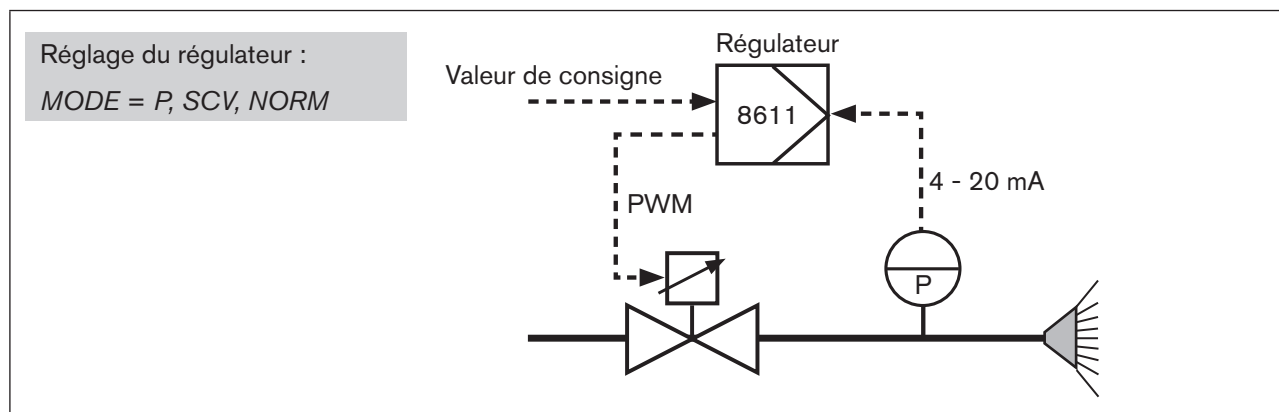 Réglage du régulateur :
MODE = P, SCV, NORM
Régulateur
Valeur de consigne
8611
4 - 20 mA
PWM
P